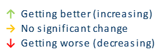 Getting better (increasing)
No significant change
Getting worse (decreasing)